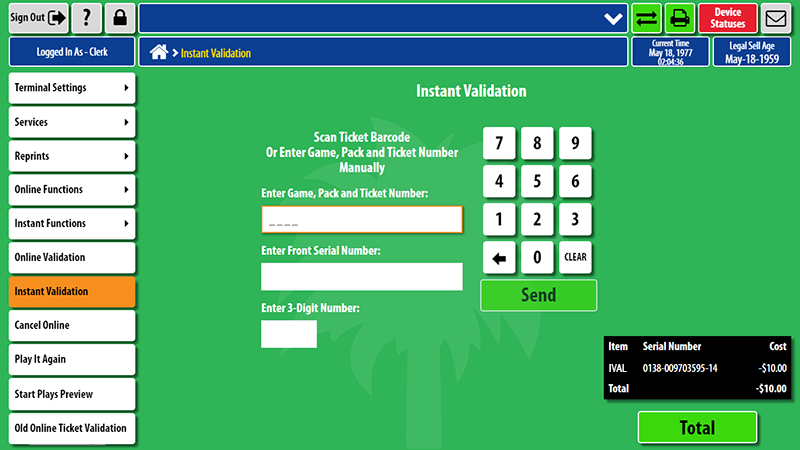 Sign Out
?
Device
Statuses
Logged In As - Clerk
> Instant Validation
Current Time
May 18, 1977
02:04:36
Legal Sell Age
May-18-1959
Terminal Settings
Services
Reprints
Online Functions
Instant Functions
Online Validation
Instant Validation
Cancel Online
Play It Again
Start Plays Preview
Old Online Ticket Validation
Instant Validation
Scan Ticket Barcode
Or Enter Game, Pack and Ticket Number
Manually
Enter Game, Pack and Ticket Number:
_ _ _ _
Enter Front Serial Number:
Enter 3-Digit Number:
7 8 9
4 5 6
1 2 3
0 CLEAR
Send
Item Serial Number Cost
IVAL 0138-009703595-14 -$10.00
Total -$10.00
Total